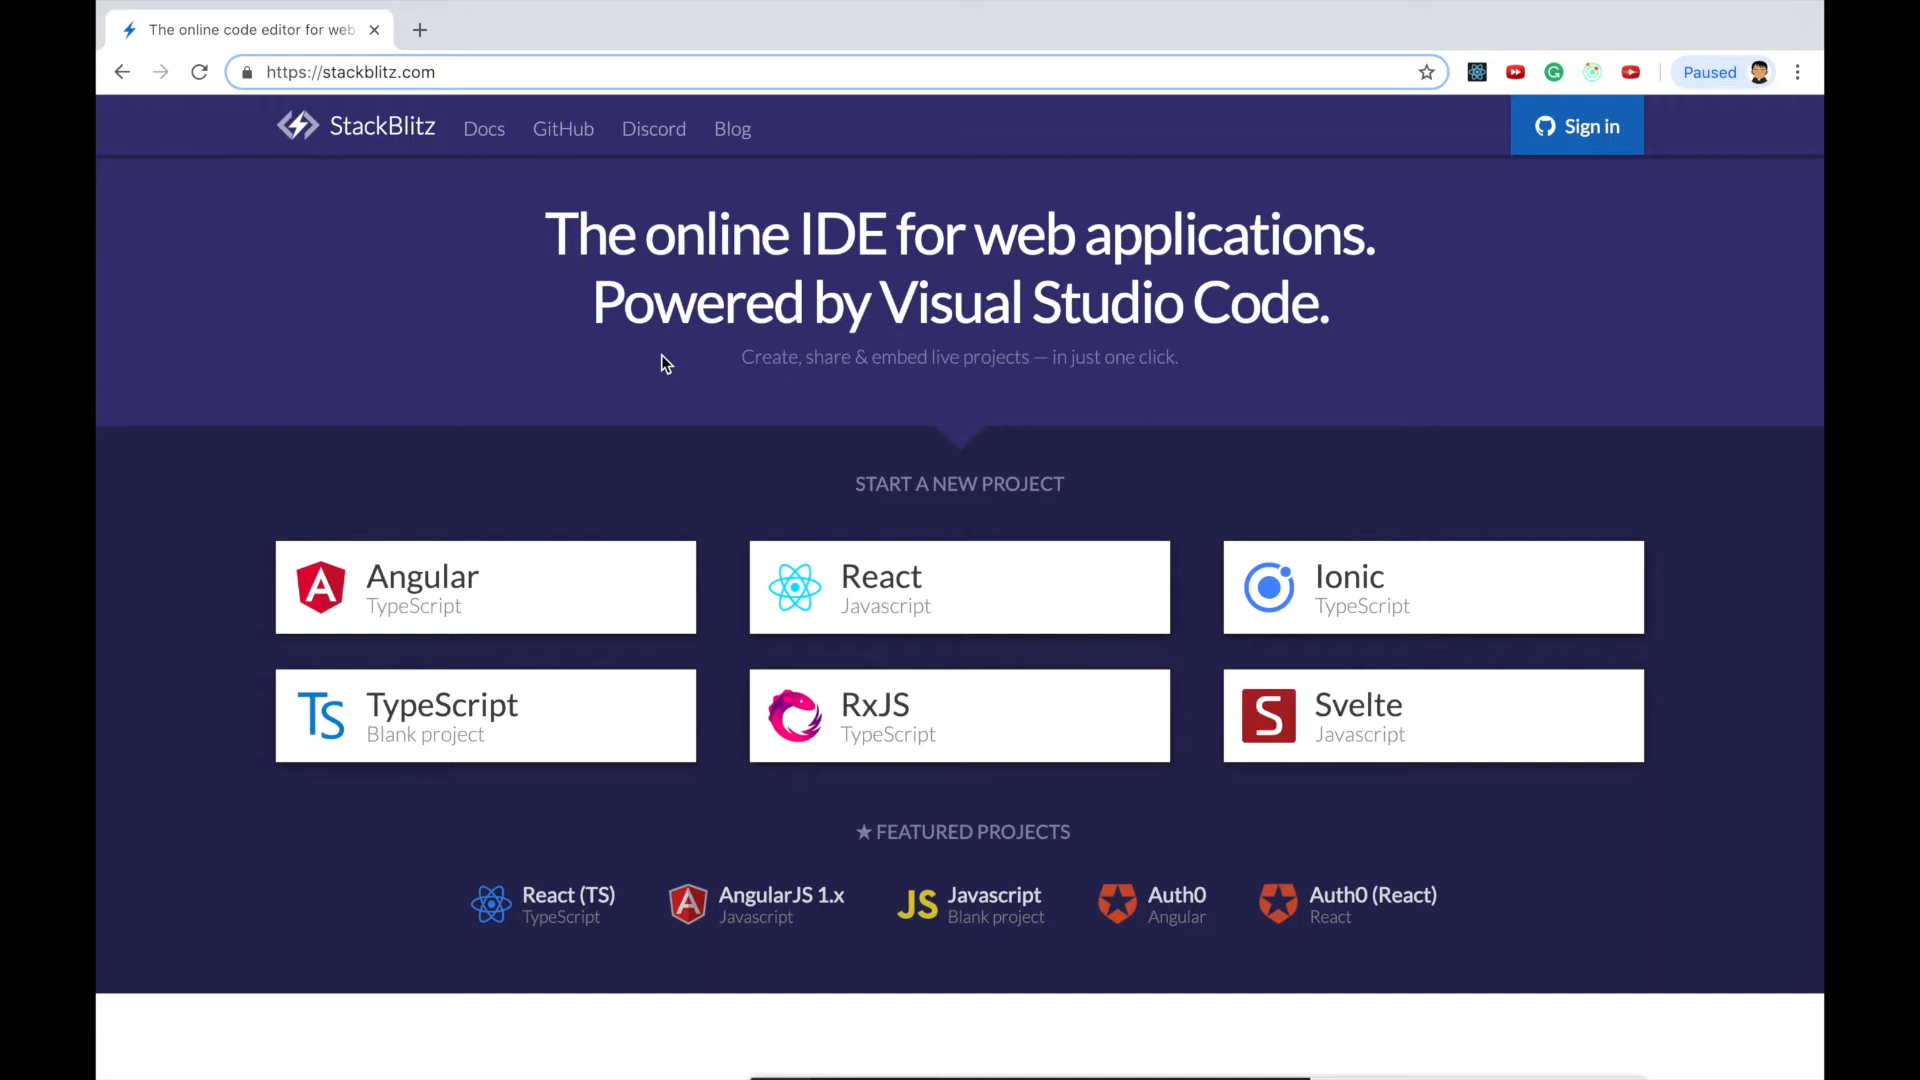 The online code editor for web
https://stackblitz.com
Paused
StackBlitz
Docs
GitHub
Discord
Blog
Sign in
The online IDE for web applications.
Powered by Visual Studio Code.
Create, share & embed live projects — in just one click.
START A NEW PROJECT
Angular
TypeScript
React
Javascript
Ionic
TypeScript
TS
TypeScript
Blank project
RxJS
TypeScript
S
Svelte
Javascript
★ FEATURED PROJECTS
React (TS)
TypeScript
AngularJS 1.x
Javascript
JS
Javascript
Blank project
Auth0
Angular
Auth0 (React)
React